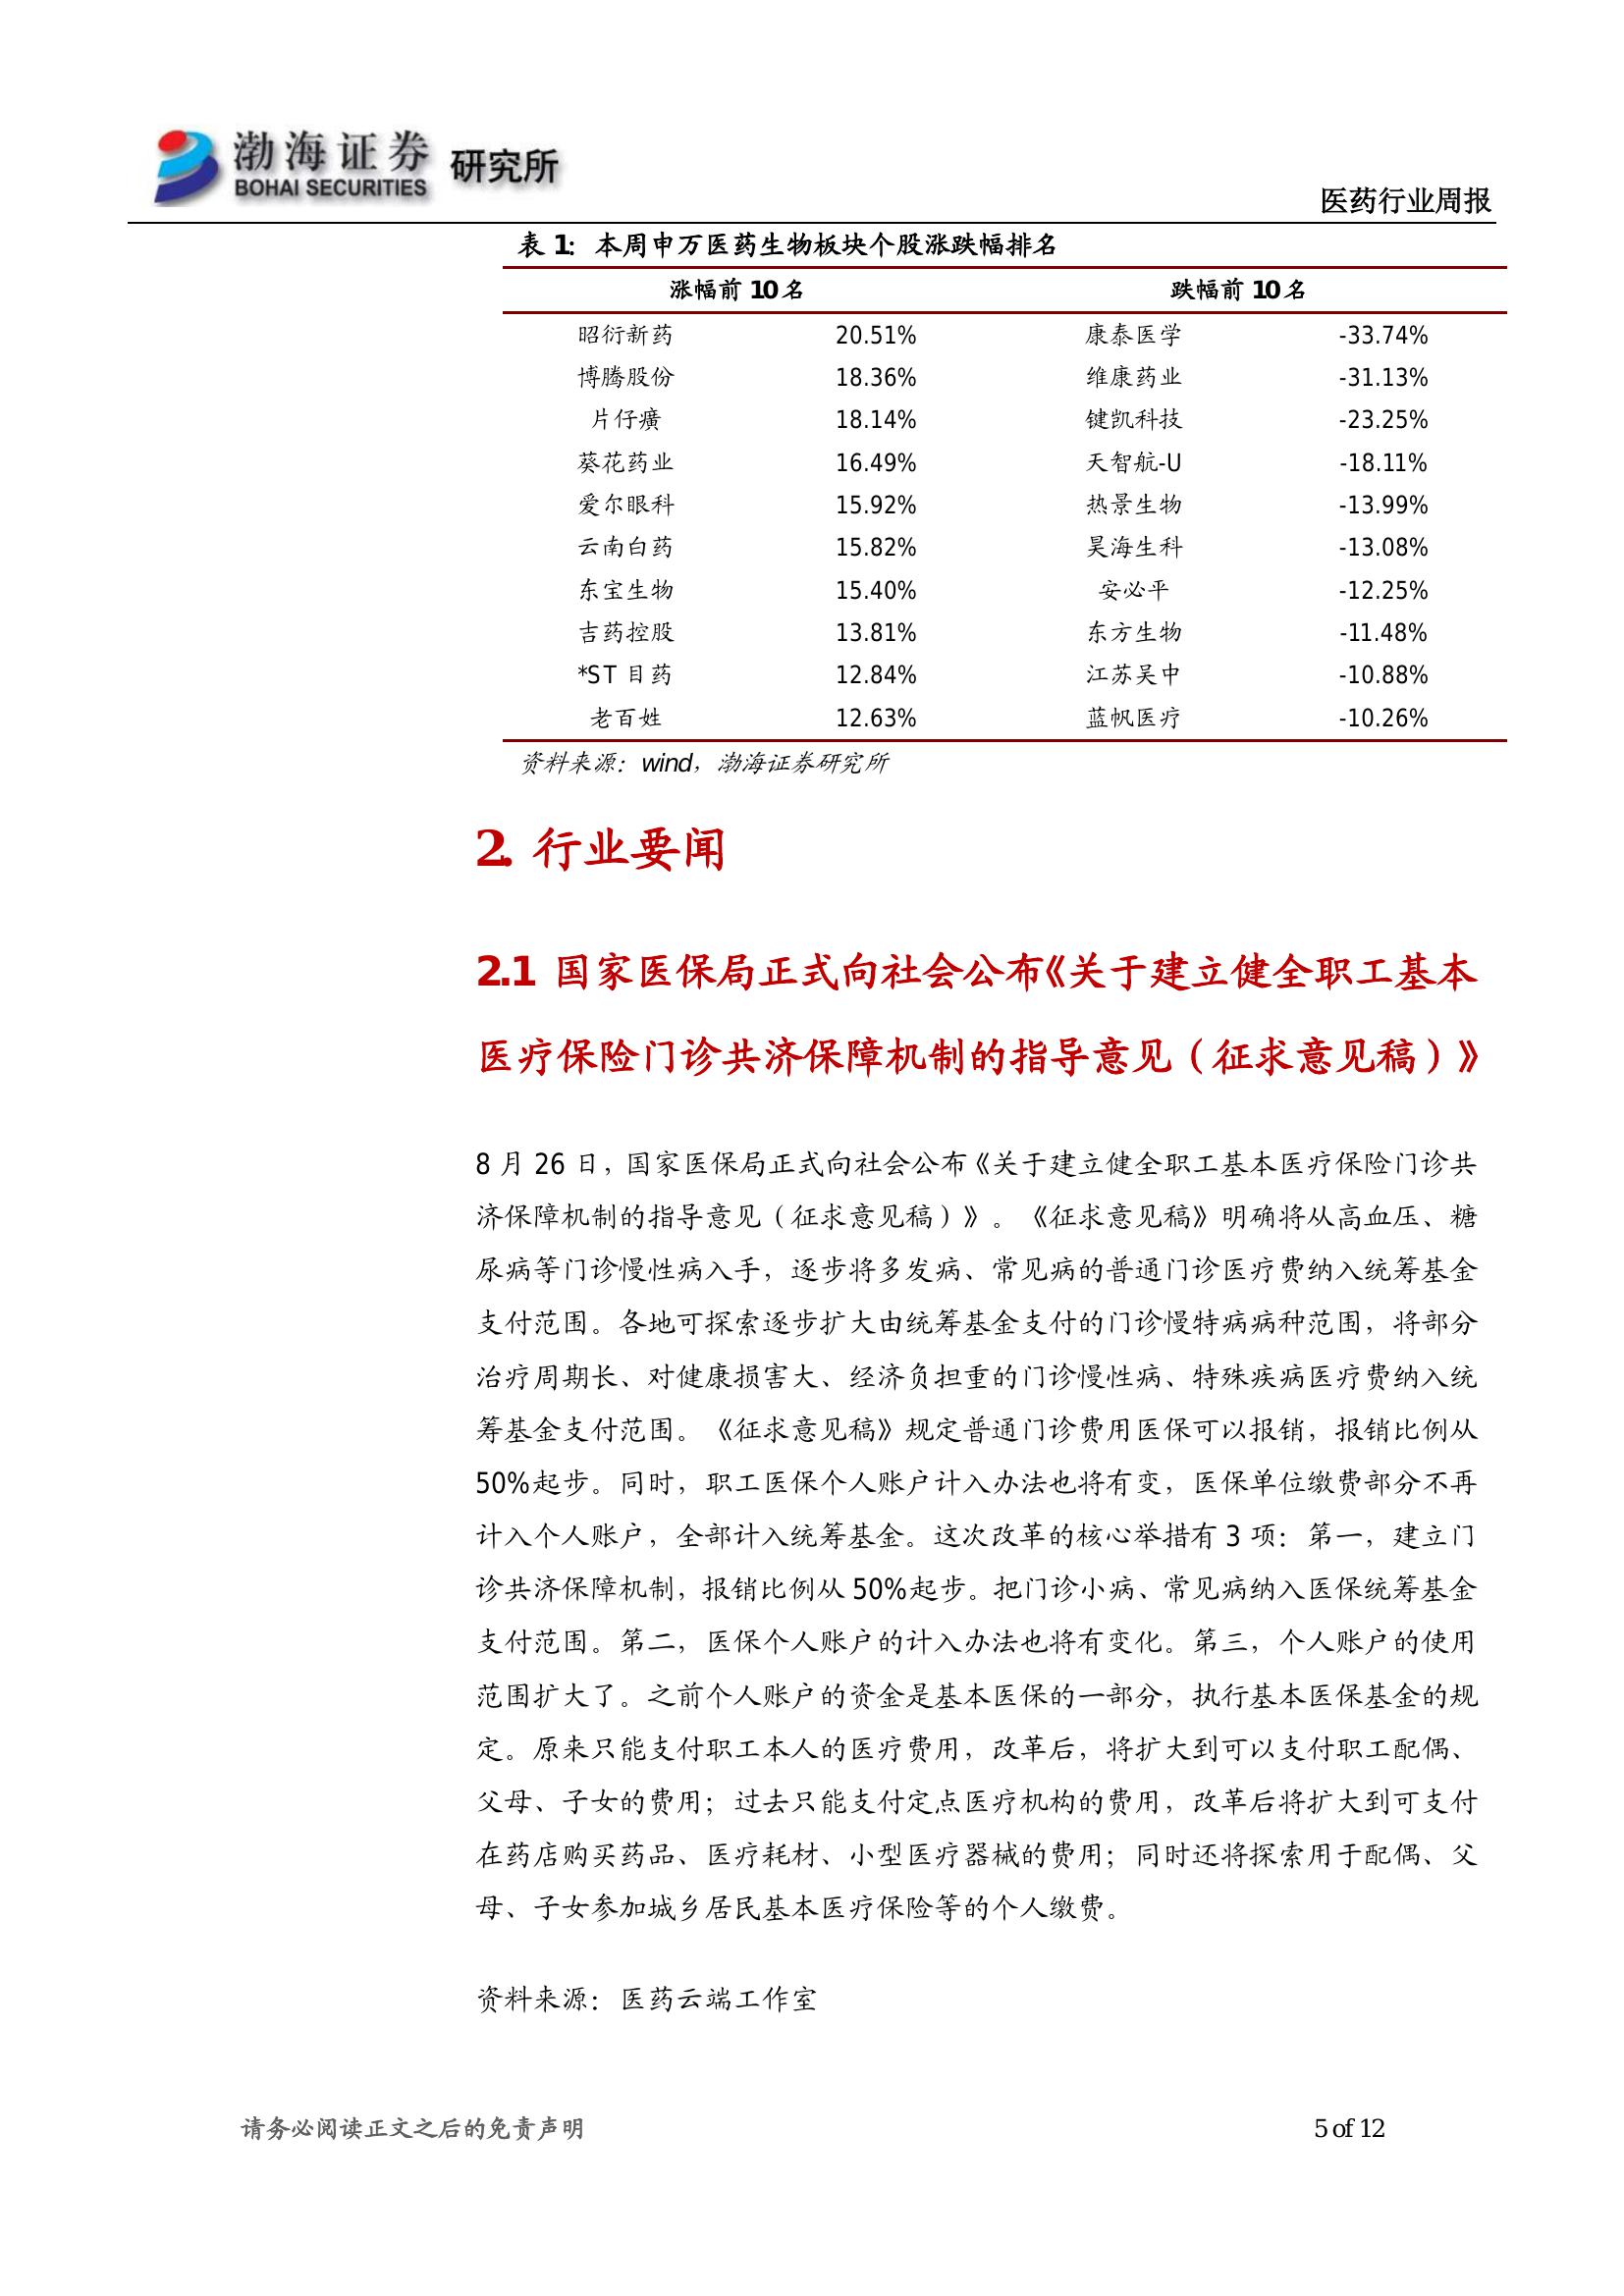 渤海证券 研究所
BOHAI SECURITIES
医药行业周报
表 1：本周申万医药生物板块个股涨跌幅排名
涨幅前 10 名 跌幅前 10 名
昭衍新药 20.51% 康泰医学 -33.74%
博腾股份 18.36% 维康药业 -31.13%
片仔癀 18.14% 键凯科技 -23.25%
葵花药业 16.49% 天智航-U -18.11%
爱尔眼科 15.92% 热景生物 -13.99%
云南白药 15.82% 昊海生科 -13.08%
东宝生物 15.40% 安必平 -12.25%
吉药控股 13.81% 东方生物 -11.48%
*ST 目药 12.84% 江苏吴中 -10.88%
老百姓 12.63% 蓝帆医疗 -10.26%
资料来源：wind，渤海证券研究所
2. 行业要闻
2.1 国家医保局正式向社会公布《关于建立健全职工基本
医疗保险门诊共济保障机制的指导意见（征求意见稿）》
8 月 26 日，国家医保局正式向社会公布《关于建立健全职工基本医疗保险门诊共
济保障机制的指导意见（征求意见稿）》。《征求意见稿》明确将从高血压、糖
尿病等门诊慢性病入手，逐步将多发病、常见病的普通门诊医疗费纳入统筹基金
支付范围。各地可探索逐步扩大由统筹基金支付的门诊慢特病病种范围，将部分
治疗周期长、对健康损害大、经济负担重的门诊慢性病、特殊疾病医疗费纳入统
筹基金支付范围。《征求意见稿》规定普通门诊费用医保可以报销，报销比例从
50%起步。同时，职工医保个人账户计入办法也将有变，医保单位缴费部分不再
计入个人账户，全部计入统筹基金。这次改革的核心举措有 3 项：第一，建立门
诊共济保障机制，报销比例从 50%起步。把门诊小病、常见病纳入医保统筹基金
支付范围。第二，医保个人账户的计入办法也将有变化。第三，个人账户的使用
范围扩大了。之前个人账户的资金是基本医保的一部分，执行基本医保基金的规
定。原来只能支付职工本人的医疗费用，改革后，将扩大到可以支付职工配偶、
父母、子女的费用；过去只能支付定点医疗机构的费用，改革后将扩大到可支付
在药店购买药品、医疗耗材、小型医疗器械的费用；同时还将探索用于配偶、父
母、子女参加城乡居民基本医疗保险等的个人缴费。
资料来源：医药云端工作室
请务必阅读正文之后的免责声明 5 of 12